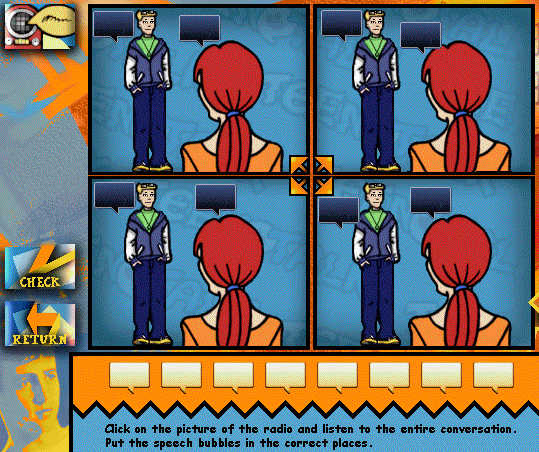 CHECK
RETURN
Click on the picture of the radio and listen to the entire conversation.
Put the speech bubbles in the correct places.